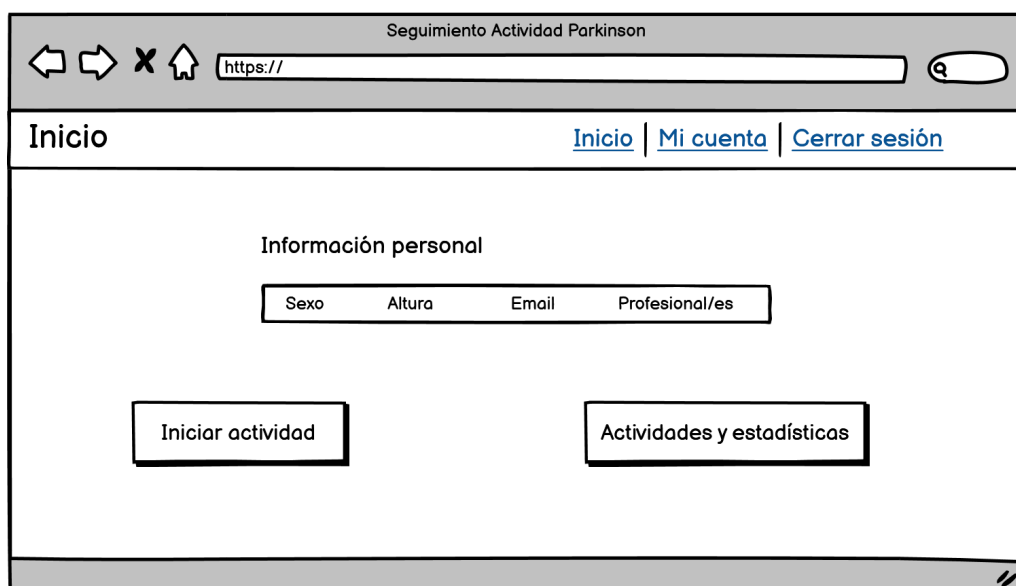 Seguimiento Actividad Parkinson
https://
Inicio
Inicio | Mi cuenta | Cerrar sesión
Información personal
Sexo Altura Email Profesional/es
Iniciar actividad
Actividades y estadísticas